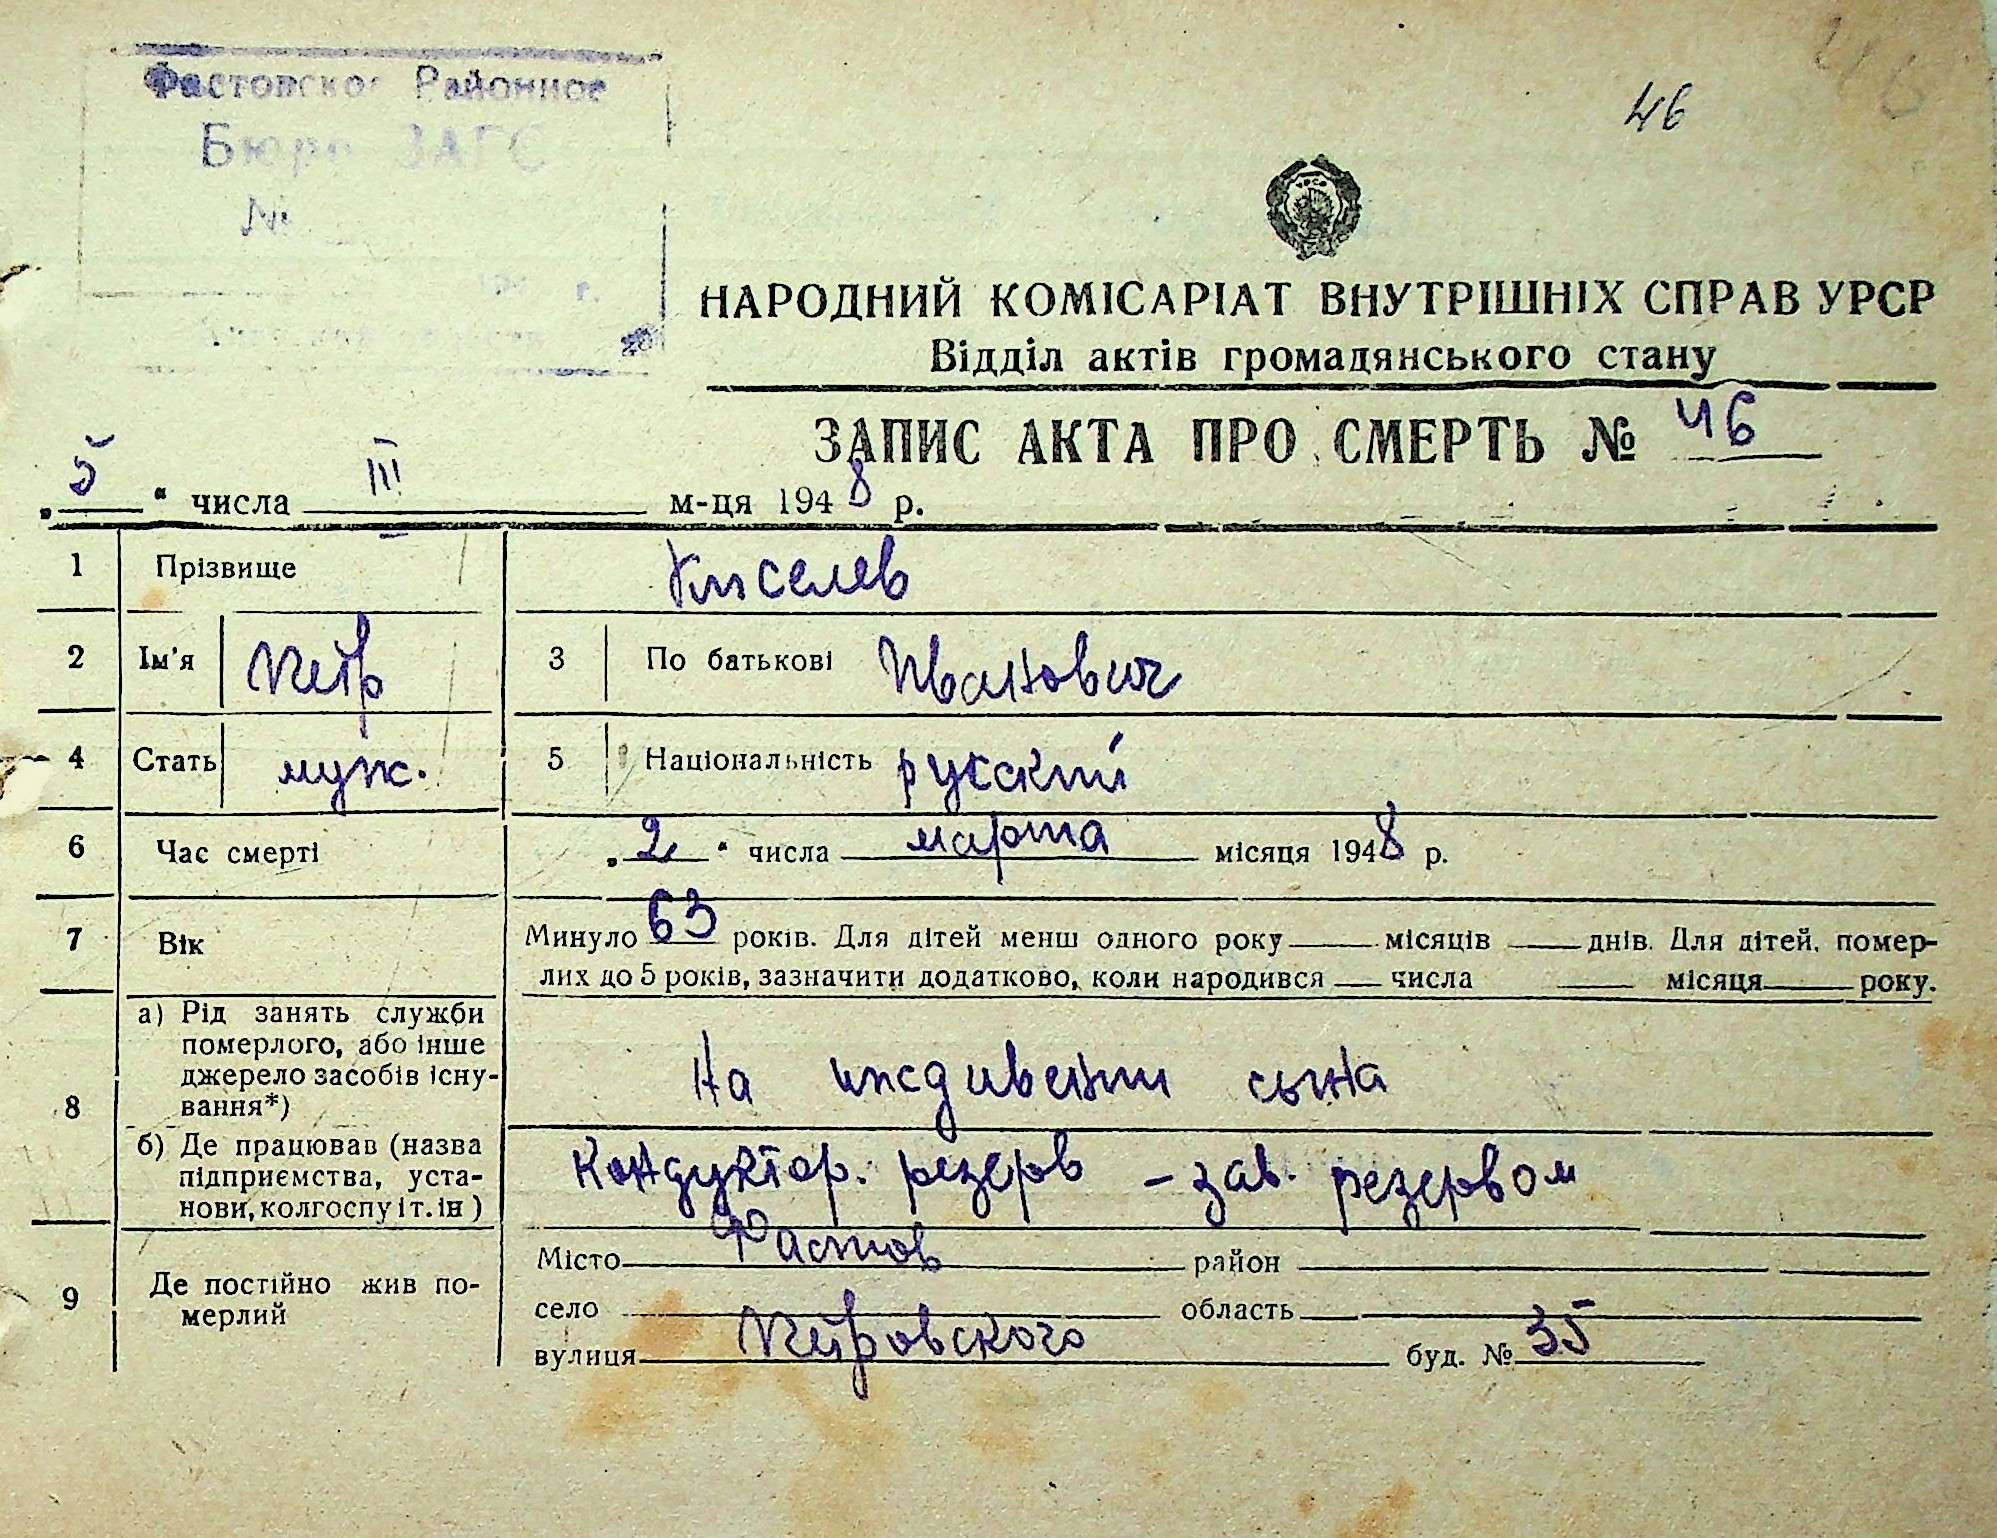 Фастовское Районное
Бюро ЗАГС
№
г.
46
46
НАРОДНИЙ КОМІСАРІАТ ВНУТРІШНІХ СПРАВ УРСР
Відділ актів громадянського стану
ЗАПИС АКТА ПРО СМЕРТЬ № 46
„5“ числа III м-ця 1948 р.
1 Прізвище Киселев
2 Ім'я Петр 3 По батькові Иванович
4 Стать муж. 5 Національність русский
6 Час смерті „2“ числа марта місяця 1948 р.
7 Вік Минуло 63 років. Для дітей менш одного року місяців днів. Для дітей, помер-
лих до 5 років, зазначити додатково, коли народився числа місяця року.
8 а) Рід занять служби
померлого, або інше
джерело засобів існу-
вання*)
На иждивении сына
б) Де працював (назва
підприємства, уста-
нови, колгоспу і т. ін)
Кондуктор. резерв – зав. резервом
9 Де постійно жив по-
мерлий
Місто Фастов район
село область
вулиця Петровского буд. № 35